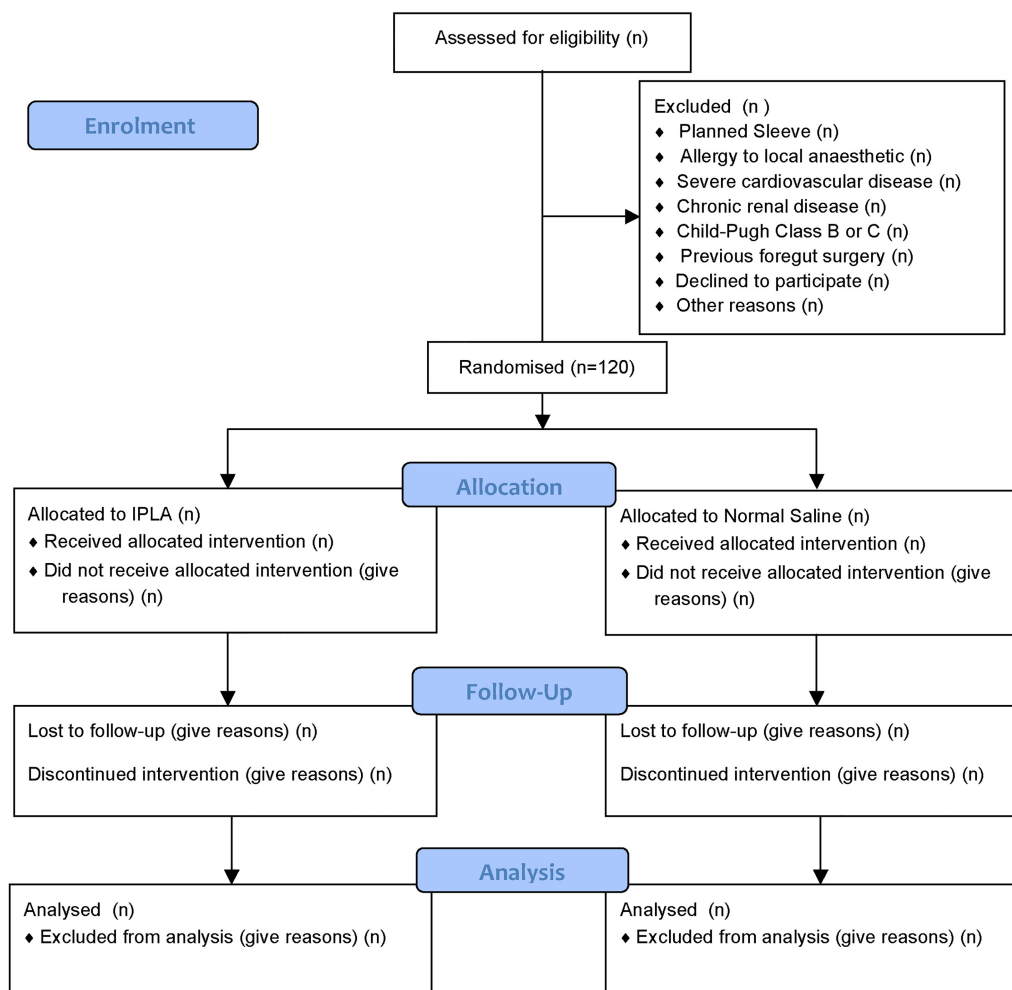 Assessed for eligibility (n)
Enrolment
Excluded (n )
♦ Planned Sleeve (n)
♦ Allergy to local anaesthetic (n)
♦ Severe cardiovascular disease (n)
♦ Chronic renal disease (n)
♦ Child-Pugh Class B or C (n)
♦ Previous foregut surgery (n)
♦ Declined to participate (n)
♦ Other reasons (n)
Randomised (n=120)
Allocation
Allocated to IPLA (n)
♦ Received allocated intervention (n)
♦ Did not receive allocated intervention (give
reasons) (n)
Allocated to Normal Saline (n)
♦ Received allocated intervention (n)
♦ Did not receive allocated intervention (give
reasons) (n)
Follow-Up
Lost to follow-up (give reasons) (n)
Discontinued intervention (give reasons) (n)
Lost to follow-up (give reasons) (n)
Discontinued intervention (give reasons) (n)
Analysis
Analysed (n)
♦ Excluded from analysis (give reasons) (n)
Analysed (n)
♦ Excluded from analysis (give reasons) (n)